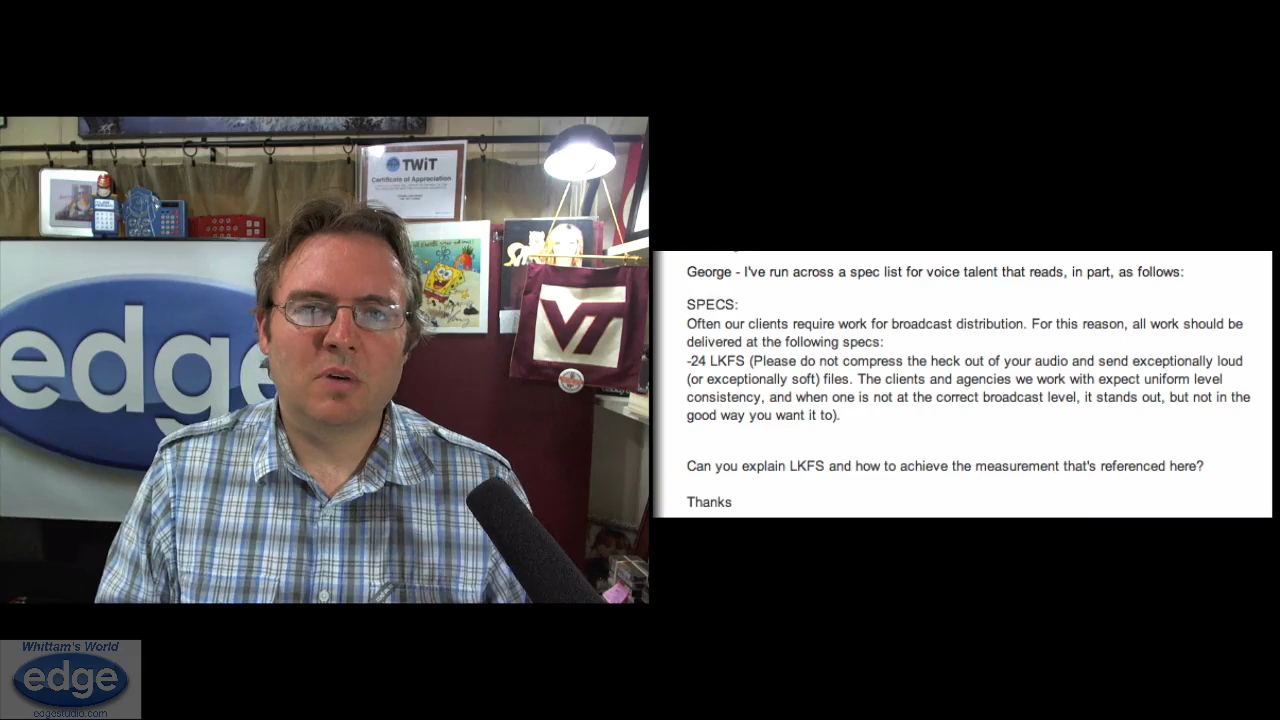 TWiT
Certificate of Appreciation
edge
VT
George - I've run across a spec list for voice talent that reads, in part, as follows:
SPECS:
Often our clients require work for broadcast distribution. For this reason, all work should be
delivered at the following specs:
-24 LKFS (Please do not compress the heck out of your audio and send exceptionally loud
(or exceptionally soft) files. The clients and agencies we work with expect uniform level
consistency, and when one is not at the correct broadcast level, it stands out, but not in the
good way you want it to).
Can you explain LKFS and how to achieve the measurement that's referenced here?
Thanks
Whittam's World
edge
edgestudio.com